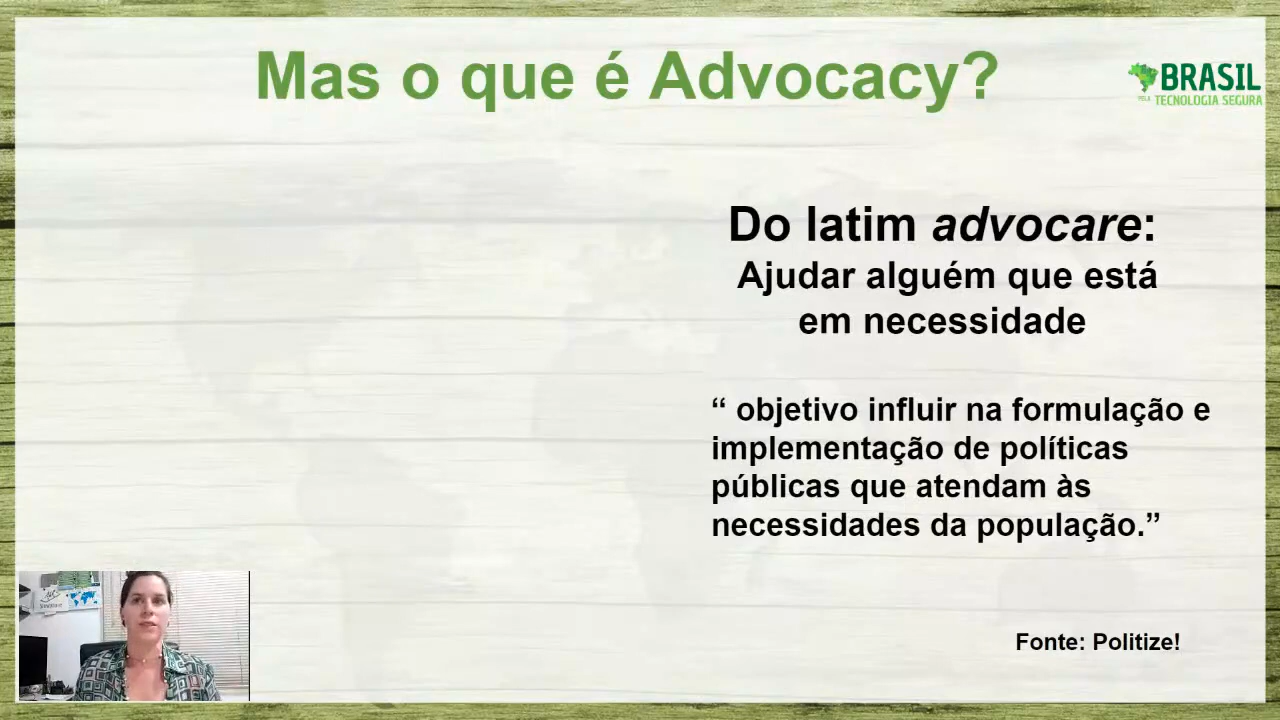 Mas o que é Advocacy?
BRASIL
PELA TECNOLOGIA SEGURA
Do latim advocare:
Ajudar alguém que está
em necessidade
“ objetivo influir na formulação e
implementação de políticas
públicas que atendam às
necessidades da população.”
Fonte: Politize!